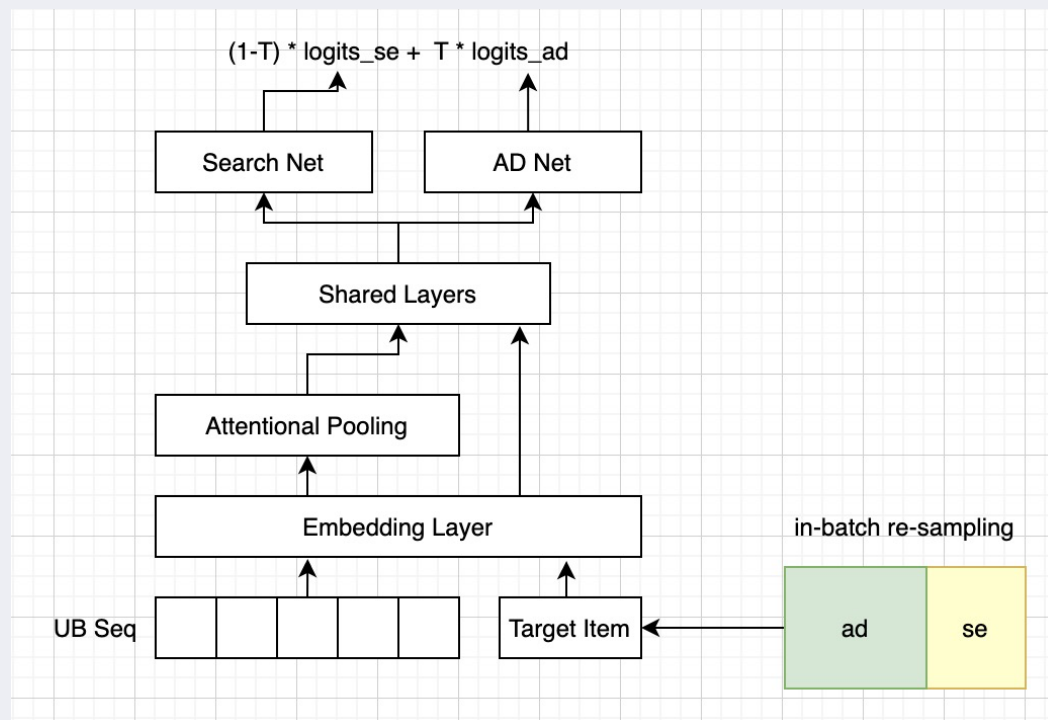 (1-T) * logits_se + T * logits_ad
Search Net
AD Net
Shared Layers
Attentional Pooling
Embedding Layer
in-batch re-sampling
UB Seq
Target Item
ad
se